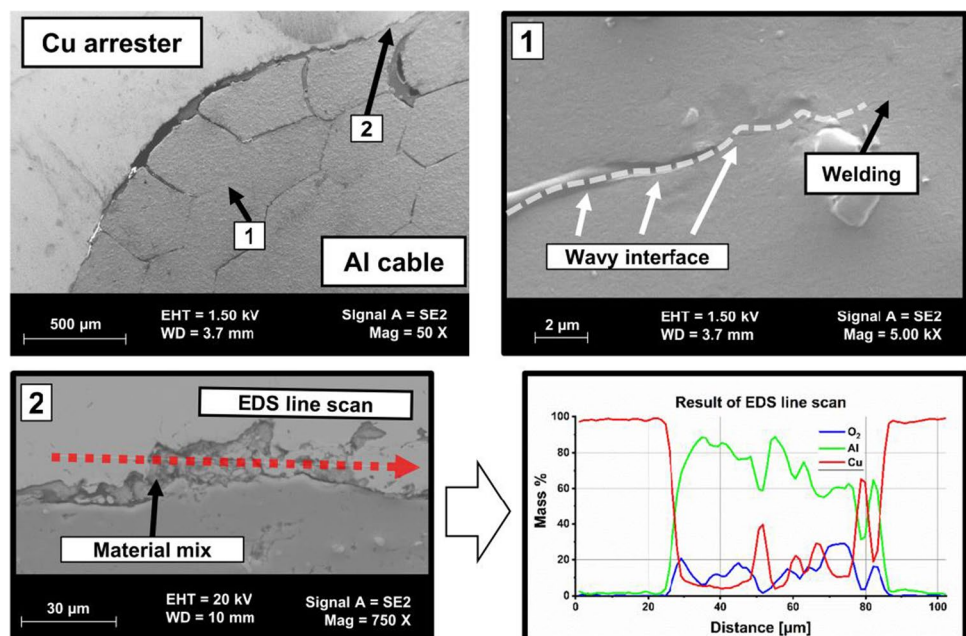 Cu arrester
2
1
Al cable
500 µm
EHT = 1.50 kV
WD = 3.7 mm
Signal A = SE2
Mag = 50 X
1
Welding
Wavy interface
2 µm
EHT = 1.50 kV
WD = 3.7 mm
Signal A = SE2
Mag = 5.00 kX
2
EDS line scan
Material mix
30 µm
EHT = 20 kV
WD = 10 mm
Signal A = SE2
Mag = 750 X
Result of EDS line scan
O₂
Al
Cu
Mass %
100
80
60
40
20
0
0
20
40
60
80
100
Distance [µm]